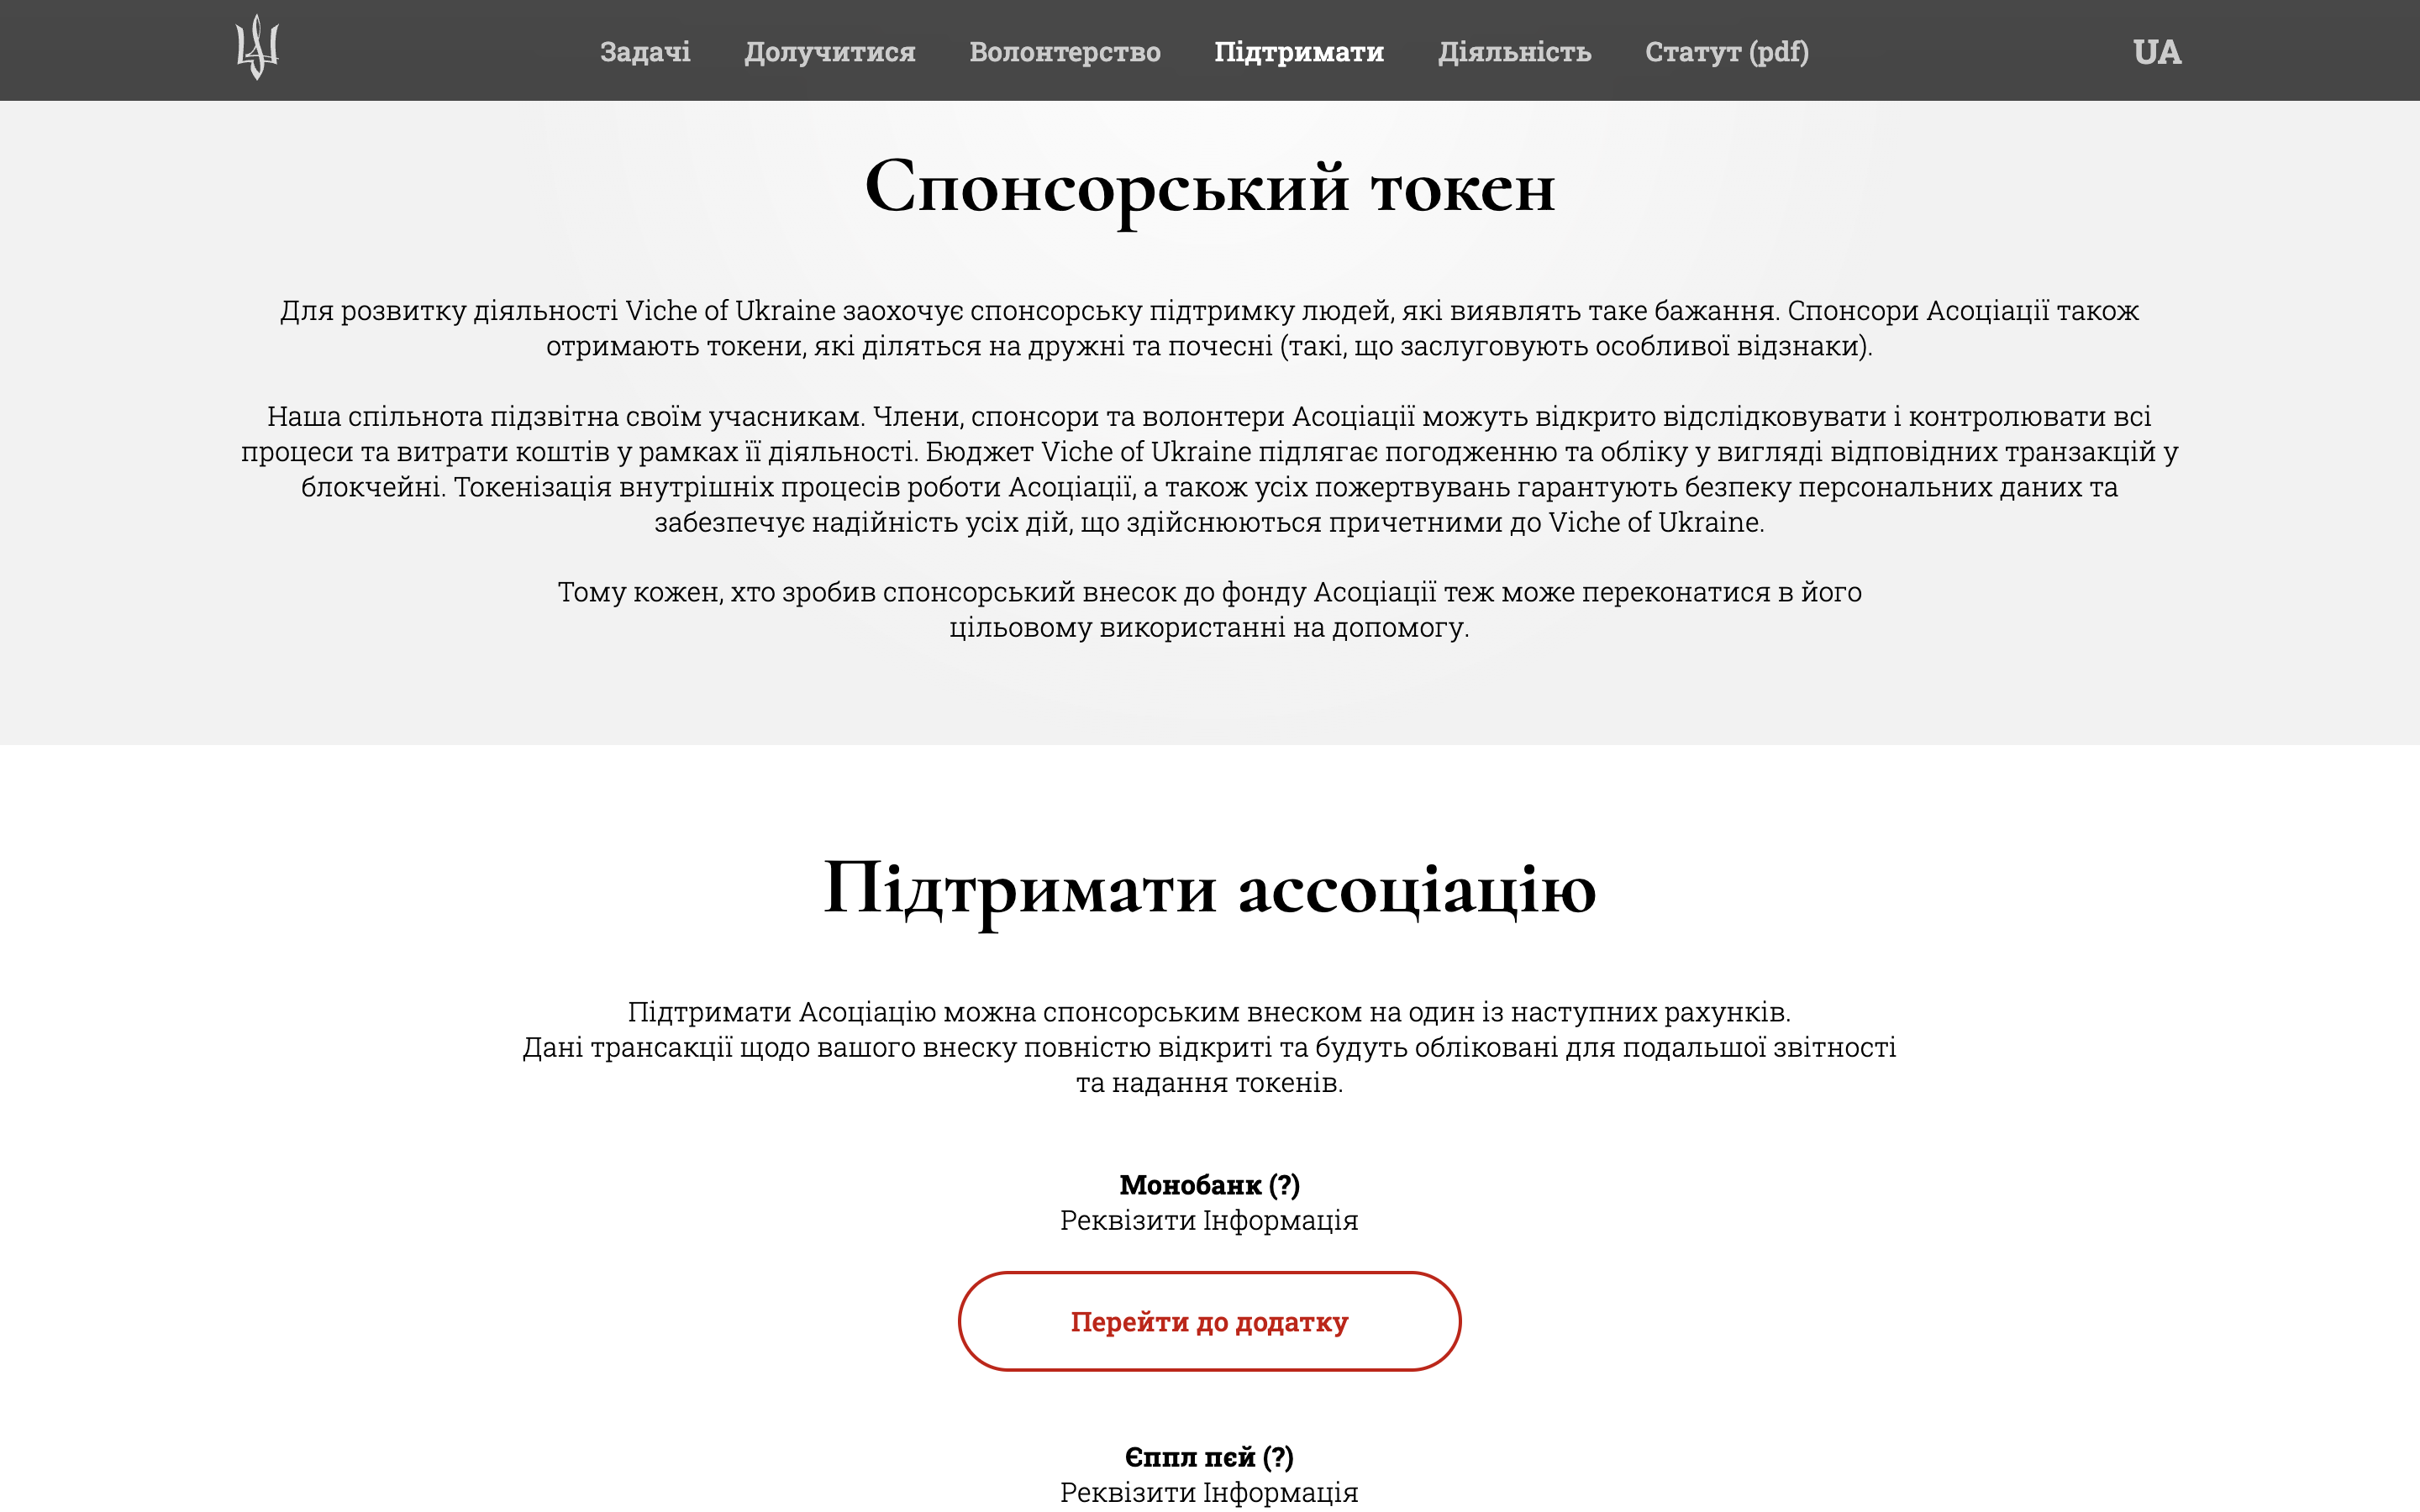 Задачі Долучитися Волонтерство Підтримати Діяльність Статут (pdf) UA
Спонсорський токен
Для розвитку діяльності Viche of Ukraine заохочує спонсорську підтримку людей, які виявлять таке бажання. Спонсори Асоціації також
отримають токени, які діляться на дружні та почесні (такі, що заслуговують особливої відзнаки).
Наша спільнота підзвітна своїм учасникам. Члени, спонсори та волонтери Асоціації можуть відкрито відслідковувати і контролювати всі
процеси та витрати коштів у рамках її діяльності. Бюджет Viche of Ukraine підлягає погодженню та обліку у вигляді відповідних транзакцій у
блокчейні. Токенізація внутрішніх процесів роботи Асоціації, а також усіх пожертвувань гарантують безпеку персональних даних та
забезпечує надійність усіх дій, що здійснюються причетними до Viche of Ukraine.
Тому кожен, хто зробив спонсорський внесок до фонду Асоціації теж може переконатися в його
цільовому використанні на допомогу.
Підтримати ассоціацію
Підтримати Асоціацію можна спонсорським внеском на один із наступних рахунків.
Дані трансакції щодо вашого внеску повністю відкриті та будуть обліковані для подальшої звітності
та надання токенів.
Монобанк (?)
Реквізити Інформація
Перейти до додатку
Єппл пєй (?)
Реквізити Інформація